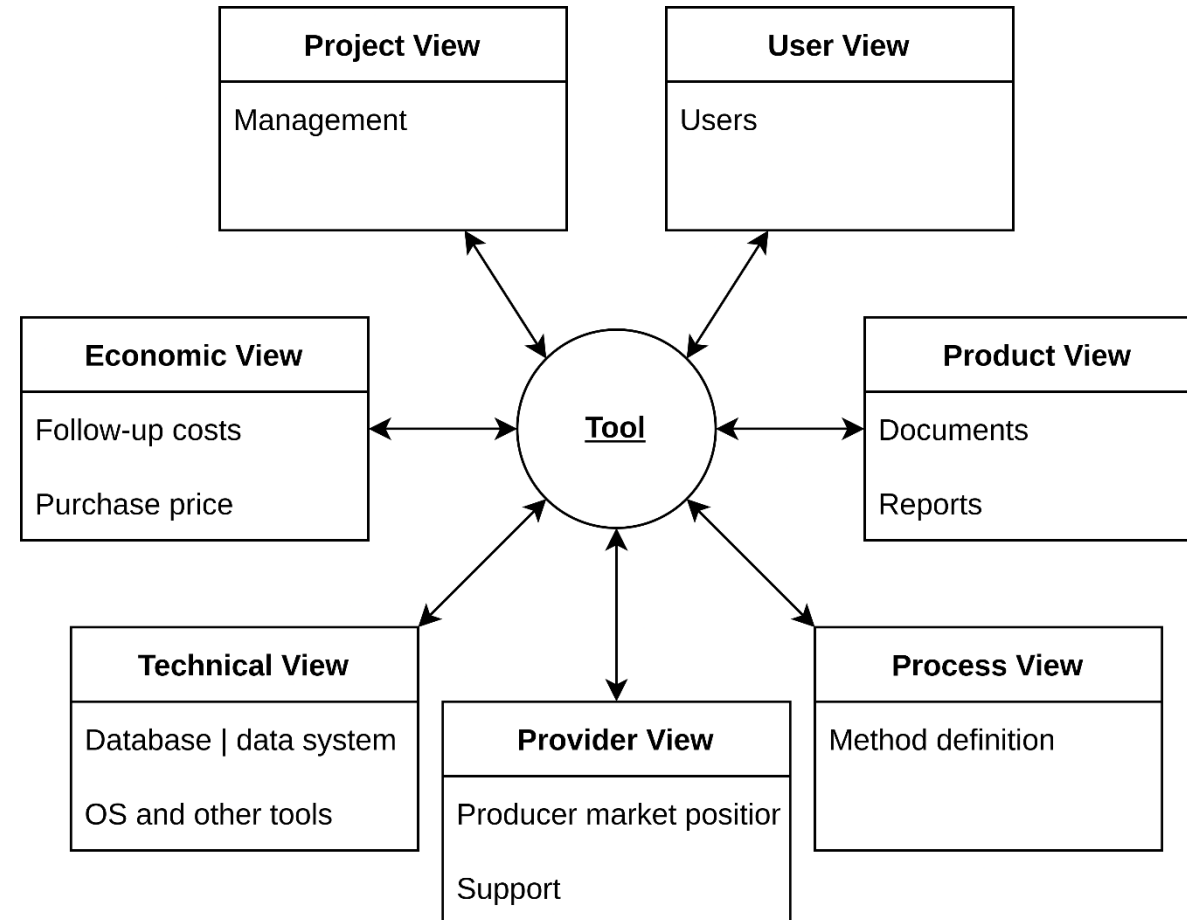 Project View
Management
User View
Users
Economic View
Follow-up costs
Purchase price
Tool
Product View
Documents
Reports
Technical View
Database | data system
OS and other tools
Provider View
Producer market position
Support
Process View
Method definition